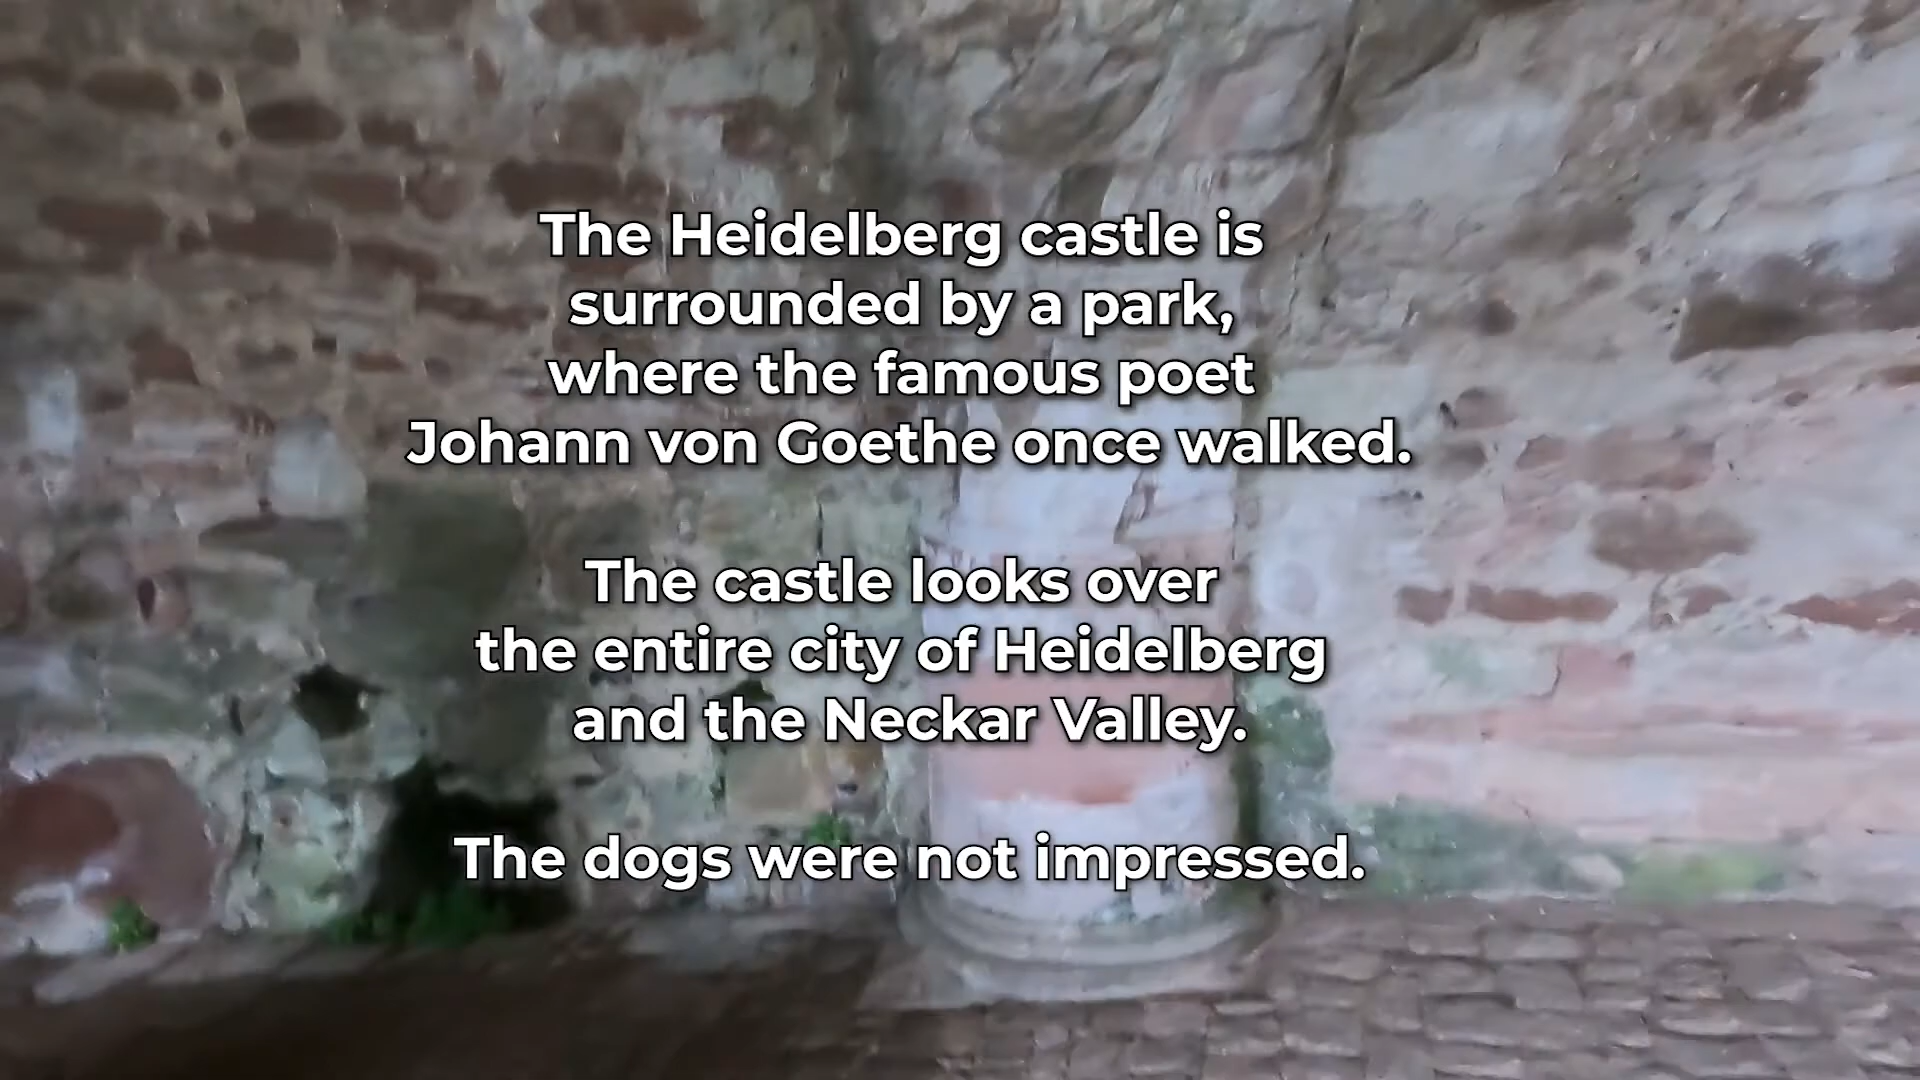 The Heidelberg castle is
surrounded by a park,
where the famous poet
Johann von Goethe once walked.
The castle looks over
the entire city of Heidelberg
and the Neckar Valley.
The dogs were not impressed.